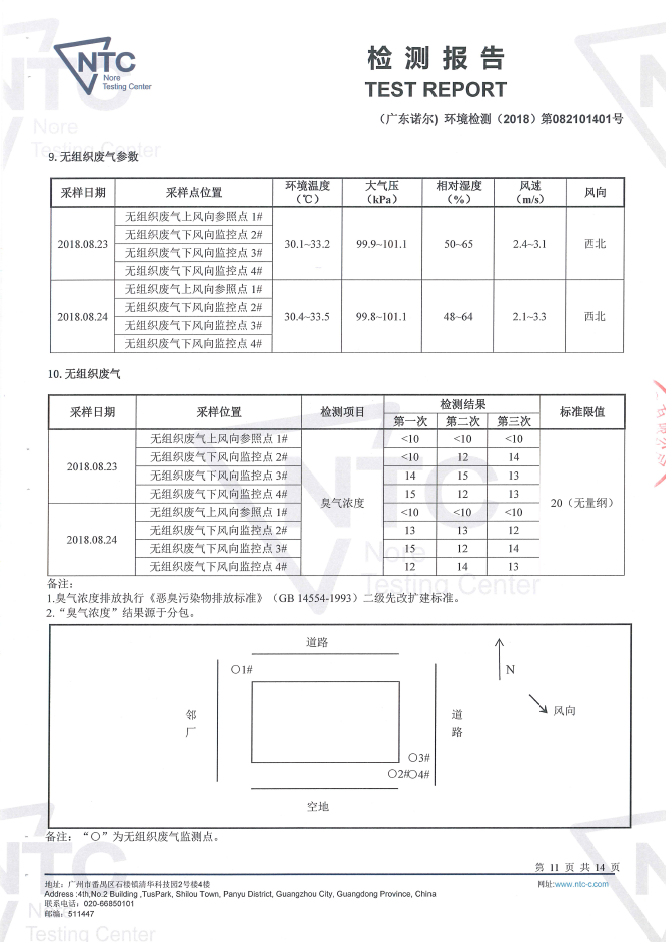 NTC
Nore
Testing Center
检测报告
TEST REPORT
（广东诺尔）环境检测（2018）第082101401号
9. 无组织废气参数
采样日期 采样点位置 环境温度（℃） 大气压（kPa） 相对湿度（%） 风速（m/s） 风向
2018.08.23 无组织废气上风向参照点 1# 30.1~33.2 99.9~101.1 50~65 2.4~3.1 西北
无组织废气下风向监控点 2#
无组织废气下风向监控点 3#
无组织废气下风向监控点 4#
2018.08.24 无组织废气上风向参照点 1# 30.4~33.5 99.8~101.1 48~64 2.1~3.3 西北
无组织废气下风向监控点 2#
无组织废气下风向监控点 3#
无组织废气下风向监控点 4#
10. 无组织废气
采样日期 采样位置 检测项目 检测结果 标准限值
第一次 第二次 第三次
2018.08.23 无组织废气上风向参照点 1# 臭气浓度 <10 <10 <10 20（无量纲）
无组织废气下风向监控点 2# <10 12 14
无组织废气下风向监控点 3# 14 15 13
无组织废气下风向监控点 4# 15 12 13
2018.08.24 无组织废气上风向参照点 1# <10 <10 <10
无组织废气下风向监控点 2# 13 13 12
无组织废气下风向监控点 3# 15 12 14
无组织废气下风向监控点 4# 12 14 13
备注：
1.臭气浓度排放执行《恶臭污染物排放标准》（GB 14554-1993）二级先改扩建标准。
2.“臭气浓度”结果源于分包。
道路
○1#
N
风向
邻厂
道路
○3#
○2#○4#
空地
备注：“○”为无组织废气监测点。
第 11 页 共 14 页
地址：广州市番禺区石楼镇清华科技园2号楼4楼
网址:www.ntc-c.com
Address :4th,No.2 Building ,TusPark, Shilou Town, Panyu District, Guangzhou City, Guangdong Province, China
联系电话：020-66850101
邮编：511447